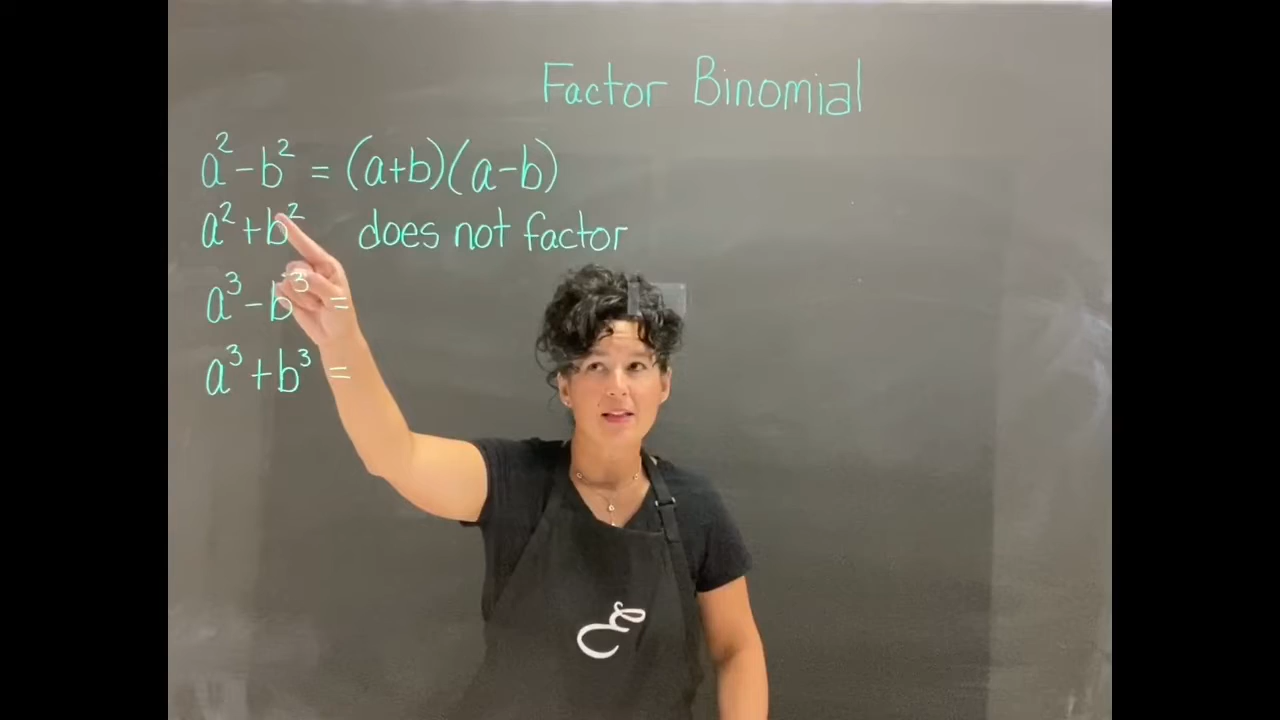 Factor Binomial
a² - b² = (a+b)(a-b)
a² + b² does not factor
a³ - b³ =
a³ + b³ =